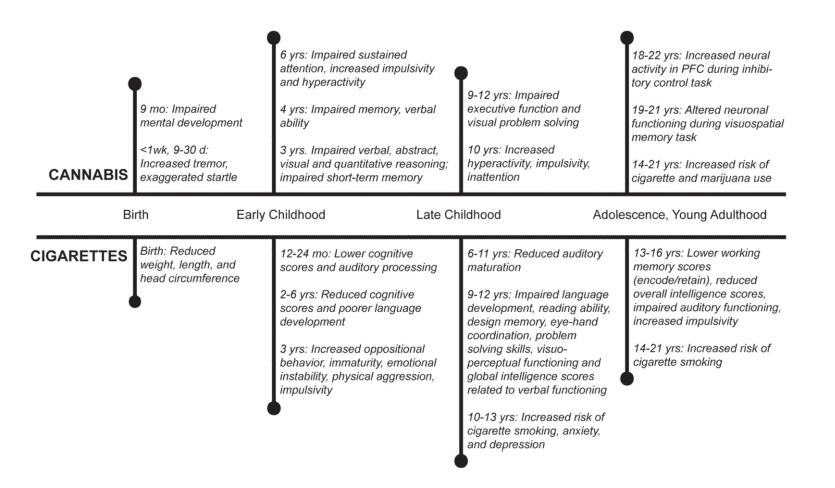 6 yrs: Impaired sustained
attention, increased impulsivity
and hyperactivity
4 yrs: Impaired memory, verbal
ability
3 yrs. Impaired verbal, abstract,
visual and quantitative reasoning;
impaired short-term memory
18-22 yrs: Increased neural
activity in PFC during inhibi-
tory control task
19-21 yrs: Altered neuronal
functioning during visuospatial
memory task
14-21 yrs: Increased risk of
cigarette and marijuana use
9 mo: Impaired
mental development
<1wk, 9-30 d:
Increased tremor,
exaggerated startle
9-12 yrs: Impaired
executive function and
visual problem solving
10 yrs: Increased
hyperactivity, impulsivity,
inattention
CANNABIS
Birth
Early Childhood
Late Childhood
Adolescence, Young Adulthood
CIGARETTES
Birth: Reduced
weight, length, and
head circumference
12-24 mo: Lower cognitive
scores and auditory processing
2-6 yrs: Reduced cognitive
scores and poorer language
development
3 yrs: Increased oppositional
behavior, immaturity, emotional
instability, physical aggression,
impulsivity
6-11 yrs: Reduced auditory
maturation
9-12 yrs: Impaired language
development, reading ability,
design memory, eye-hand
coordination, problem
solving skills, visuo-
perceptual functioning and
global intelligence scores
related to verbal functioning
10-13 yrs: Increased risk of
cigarette smoking, anxiety,
and depression
13-16 yrs: Lower working
memory scores
(encode/retain), reduced
overall intelligence scores,
impaired auditory functioning,
increased impulsivity
14-21 yrs: Increased risk of
cigarette smoking